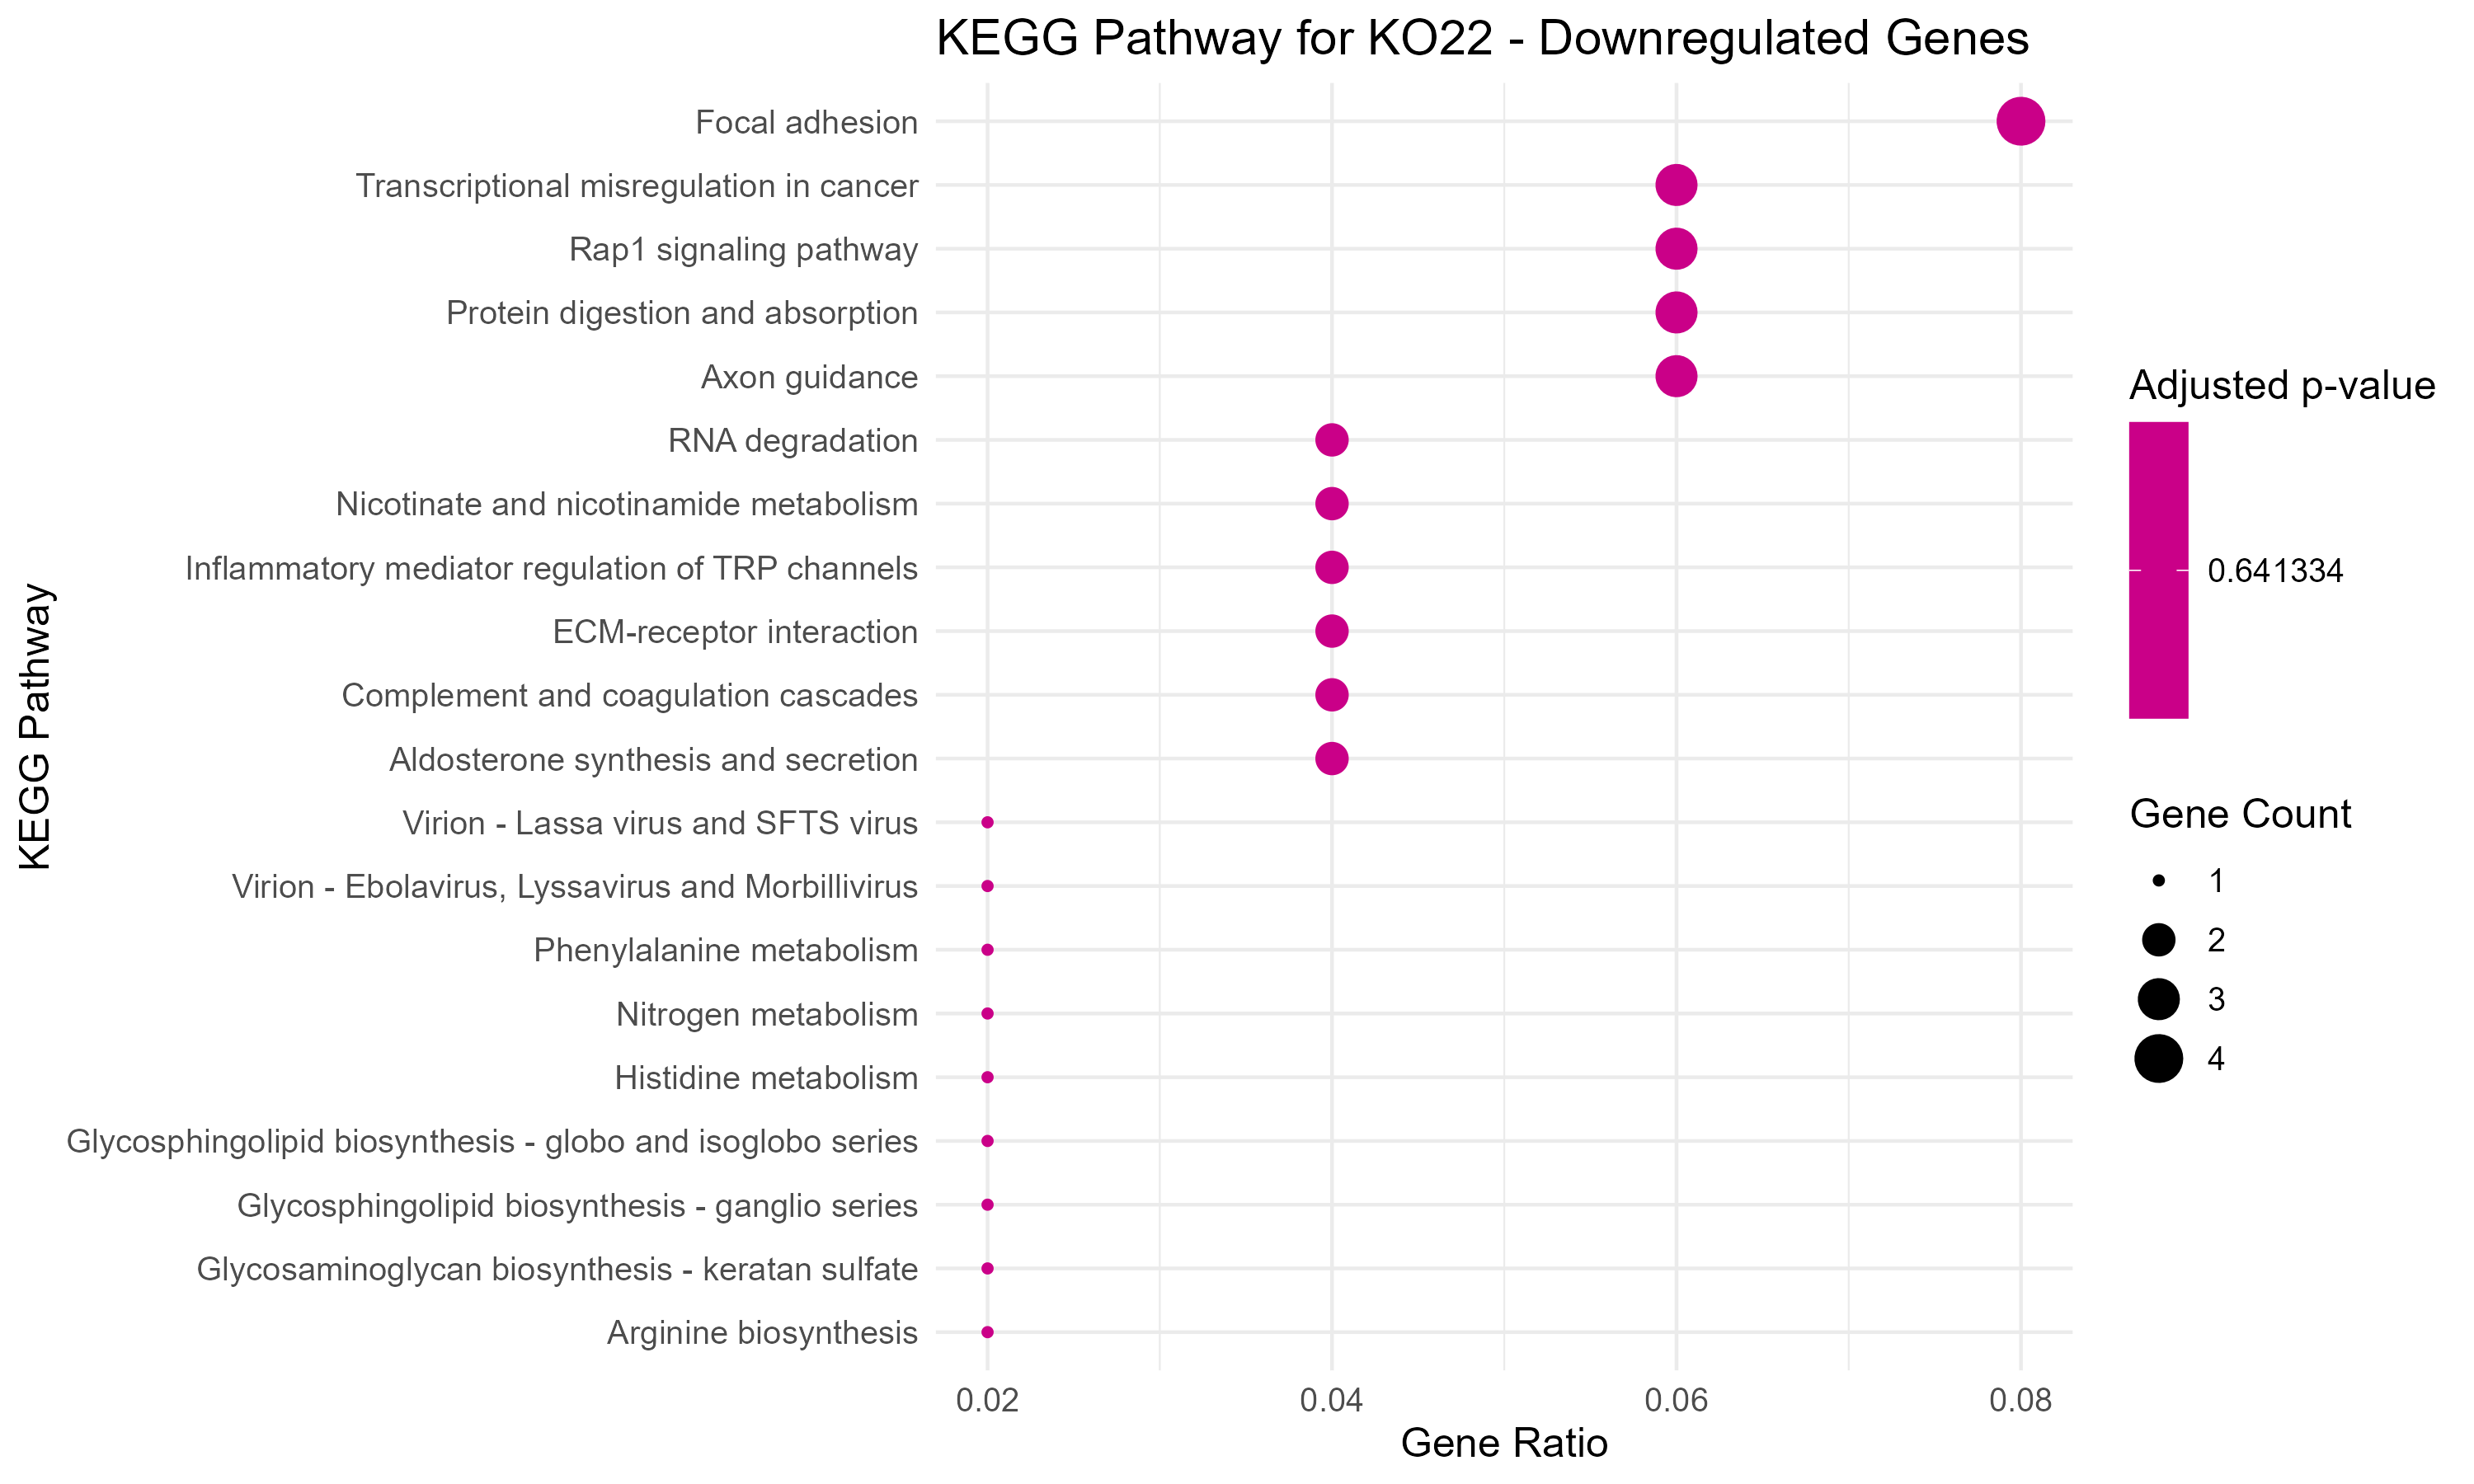 KEGG Pathway for KO22 - Downregulated Genes
Focal adhesion
Transcriptional misregulation in cancer
Rap1 signaling pathway
Protein digestion and absorption
Axon guidance
RNA degradation
Nicotinate and nicotinamide metabolism
Inflammatory mediator regulation of TRP channels
ECM-receptor interaction
Complement and coagulation cascades
Aldosterone synthesis and secretion
Virion - Lassa virus and SFTS virus
Virion - Ebolavirus, Lyssavirus and Morbillivirus
Phenylalanine metabolism
Nitrogen metabolism
Histidine metabolism
Glycosphingolipid biosynthesis - globo and isoglobo series
Glycosphingolipid biosynthesis - ganglio series
Glycosaminoglycan biosynthesis - keratan sulfate
Arginine biosynthesis
KEGG Pathway
0.02
0.04
0.06
0.08
Gene Ratio
Adjusted p-value
0.641334
Gene Count
1
2
3
4